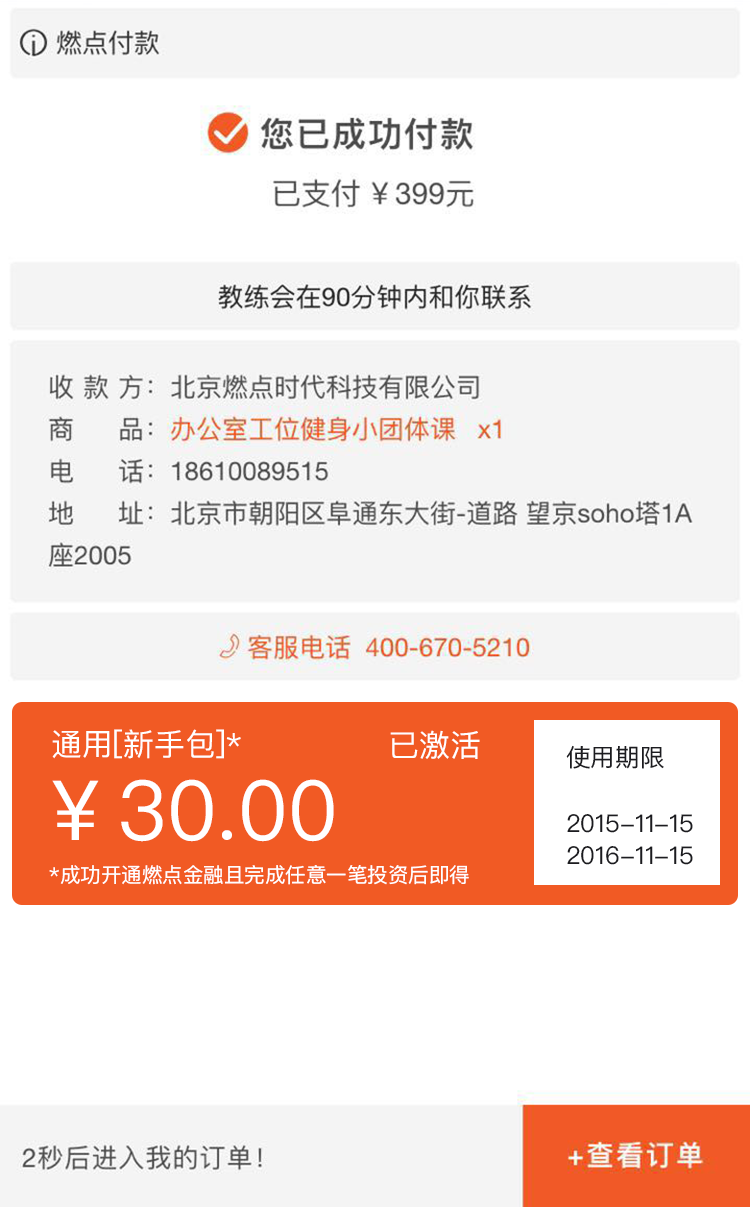 燃点付款
您已成功付款
已支付 ¥399元
教练会在90分钟内和你联系
收款方：北京燃点时代科技有限公司
商 品：办公室工位健身小团体课 x1
电 话：18610089515
地 址：北京市朝阳区阜通东大街-道路 望京soho塔1A
座2005
客服电话 400-670-5210
通用[新手包]* 已激活
¥30.00
*成功开通燃点金融且完成任意一笔投资后即得
使用期限
2015-11-15
2016-11-15
2秒后进入我的订单！
+查看订单